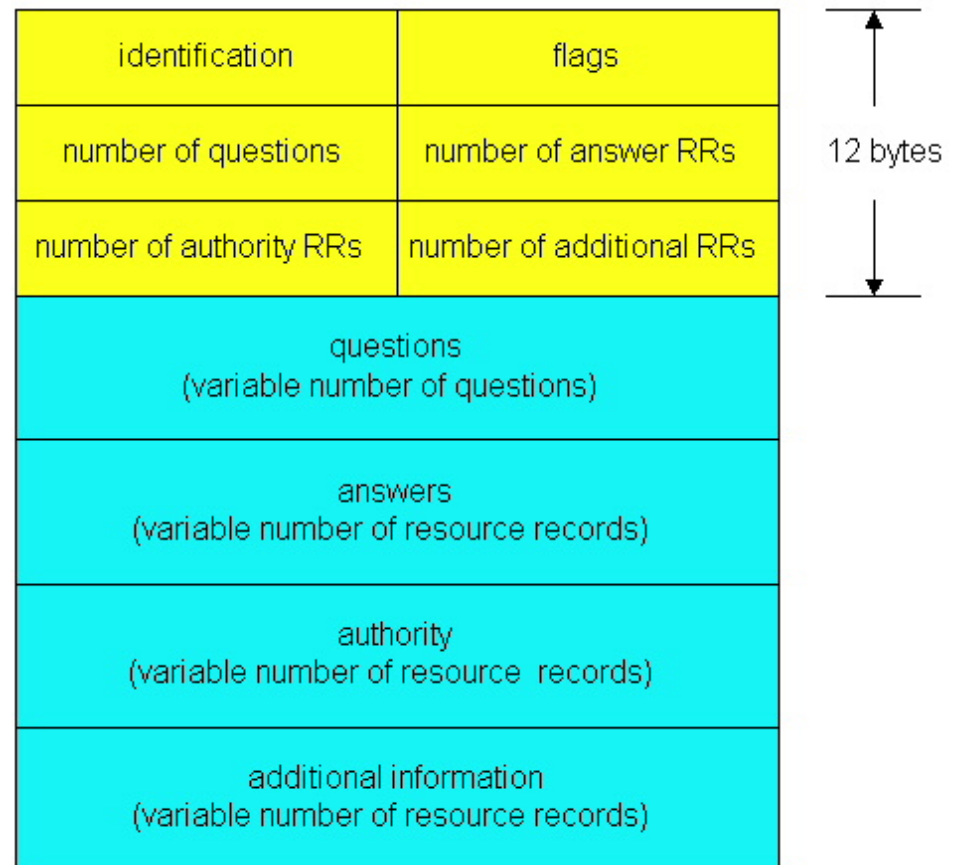 identification
flags
number of questions
number of answer RRs
12 bytes
number of authority RRs
number of additional RRs
questions
(variable number of questions)
answers
(variable number of resource records)
authority
(variable number of resource records)
additional information
(variable number of resource records)